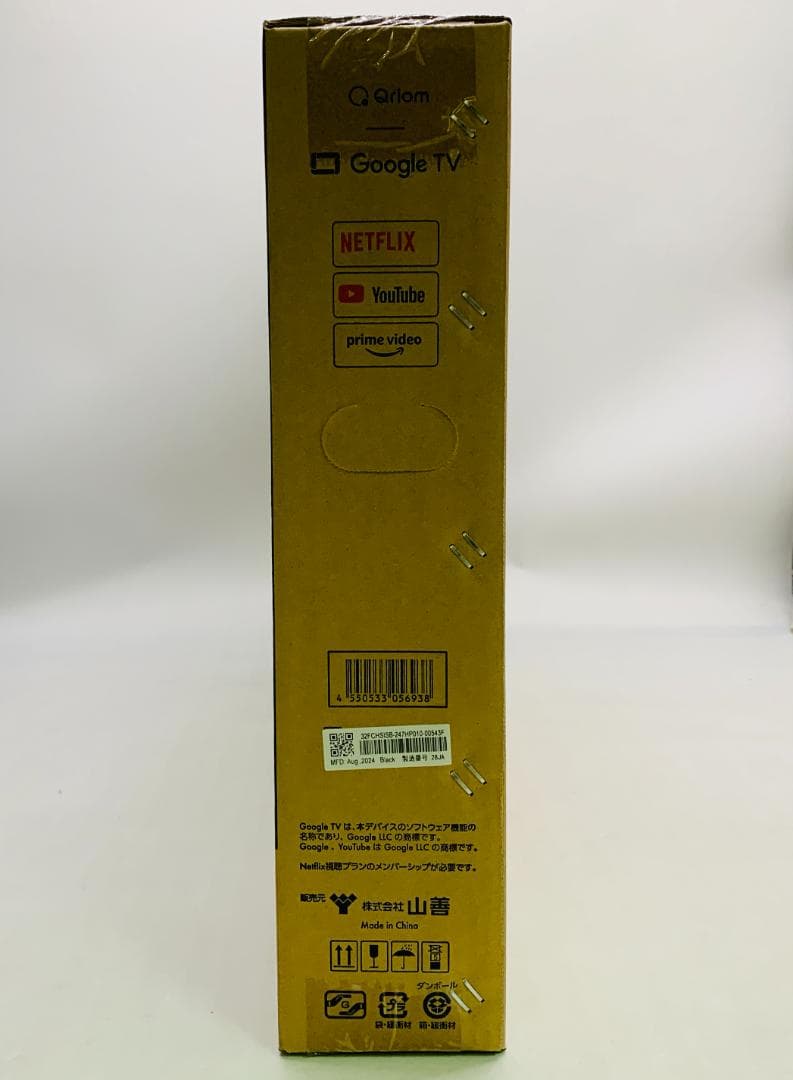 Qriom
Google TV
NETFLIX
YouTube
prime video
4 550533 056938
32FCHSISB-247HP010-00543F
MFD: Aug.,2024 Black 製造番号 28JA
Google TV は、本デバイスのソフトウェア機能の
名称であり、Google LLC の商標です。
Google 、YouTube は Google LLC の商標です。
Netflix視聴プランのメンバーシップが必要です。
販売元 株式会社 山善
Made in China
ダンボール
G プラ
袋・緩衝材 箱・緩衝材